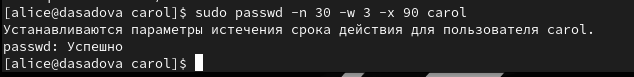 [alice@dasadova carol]$ sudo passwd -n 30 -w 3 -x 90 carol
Устанавливаются параметры истечения срока действия для пользователя carol.
passwd: Успешно
[alice@dasadova carol]$